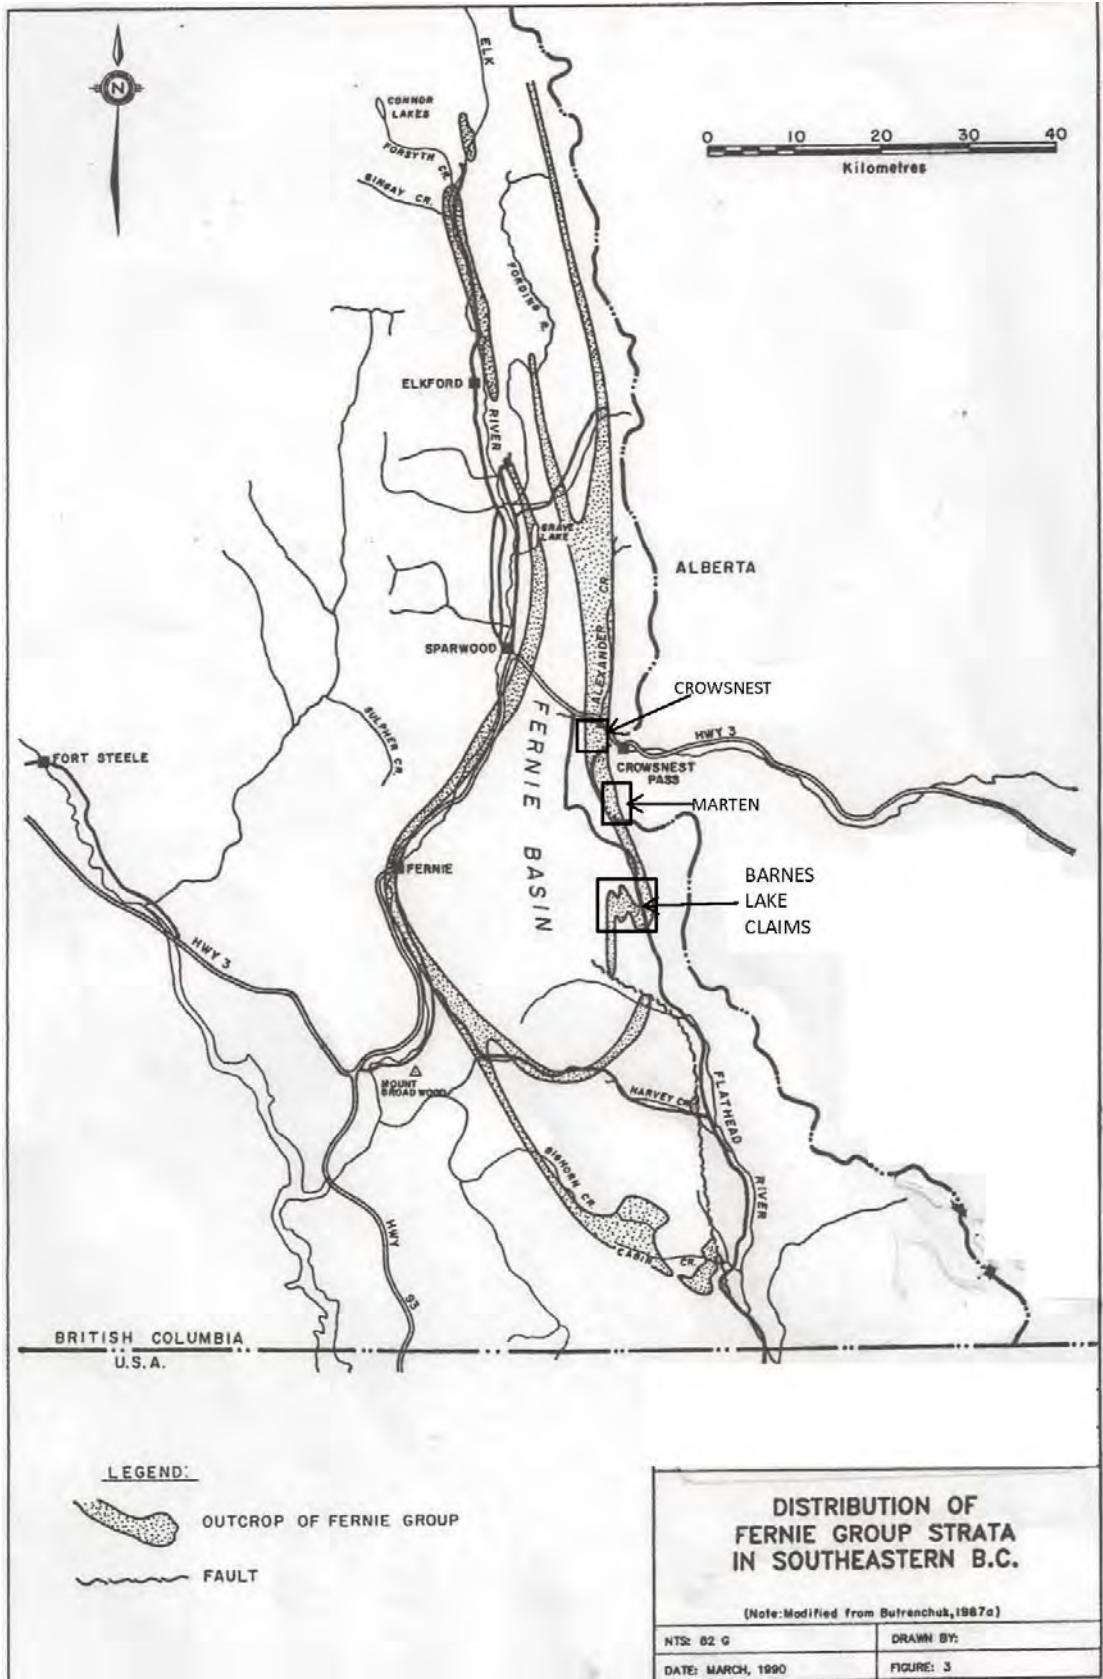 N
ELK
CONNOR
LAKES
FORSYTH CR.
BINGAY CR.
0 10 20 30 40
Kilometres
FORDING R.
ELKFORD
RIVER
GRAVE
LAKE
ALBERTA
SPARWOOD
ALEXANDER CR.
CROWSNEST
SULPHER CR.
FORT STEELE
HWY 3
CROWSNEST
PASS
MARTEN
FERNIE BASIN
FERNIE
BARNES
LAKE
CLAIMS
HWY 3
MOUNT
BROADWOOD
HARVEY CR.
FLATHEAD
RIVER
BIGHORN CR.
CABIN CR.
HWY 93
BRITISH COLUMBIA
U.S.A.
LEGEND:
OUTCROP OF FERNIE GROUP
FAULT
DISTRIBUTION OF
FERNIE GROUP STRATA
IN SOUTHEASTERN B.C.
(Note:Modified from Butrenchuk,1987a)
NTS: 82 G
DRAWN BY:
DATE: MARCH, 1990
FIGURE: 3